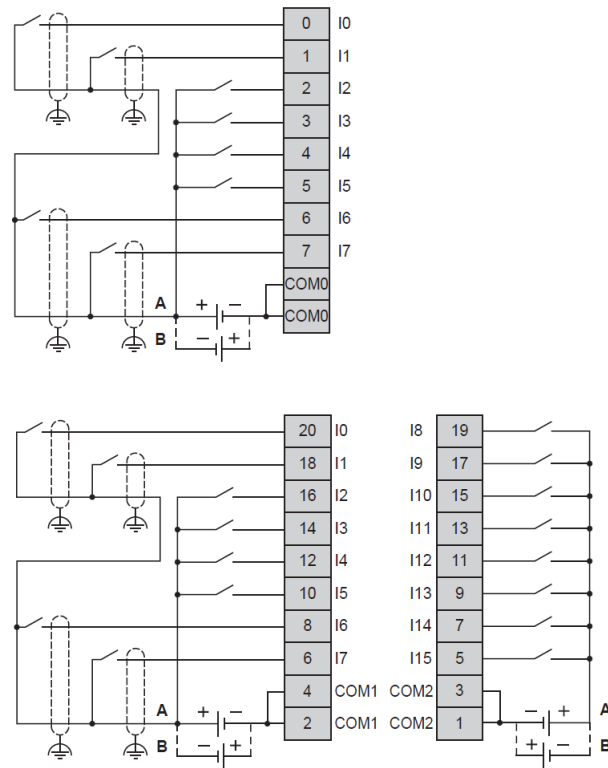 0 I0
1 I1
2 I2
3 I3
4 I4
5 I5
6 I6
7 I7
COM0
A + − COM0
B − +
20 I0 I8 19
18 I1 I9 17
16 I2 I10 15
14 I3 I11 13
12 I4 I12 11
10 I5 I13 9
8 I6 I14 7
6 I7 I15 5
4 COM1 COM2 3
A + − 2 COM1 COM2 1 − + A
B − + + − B